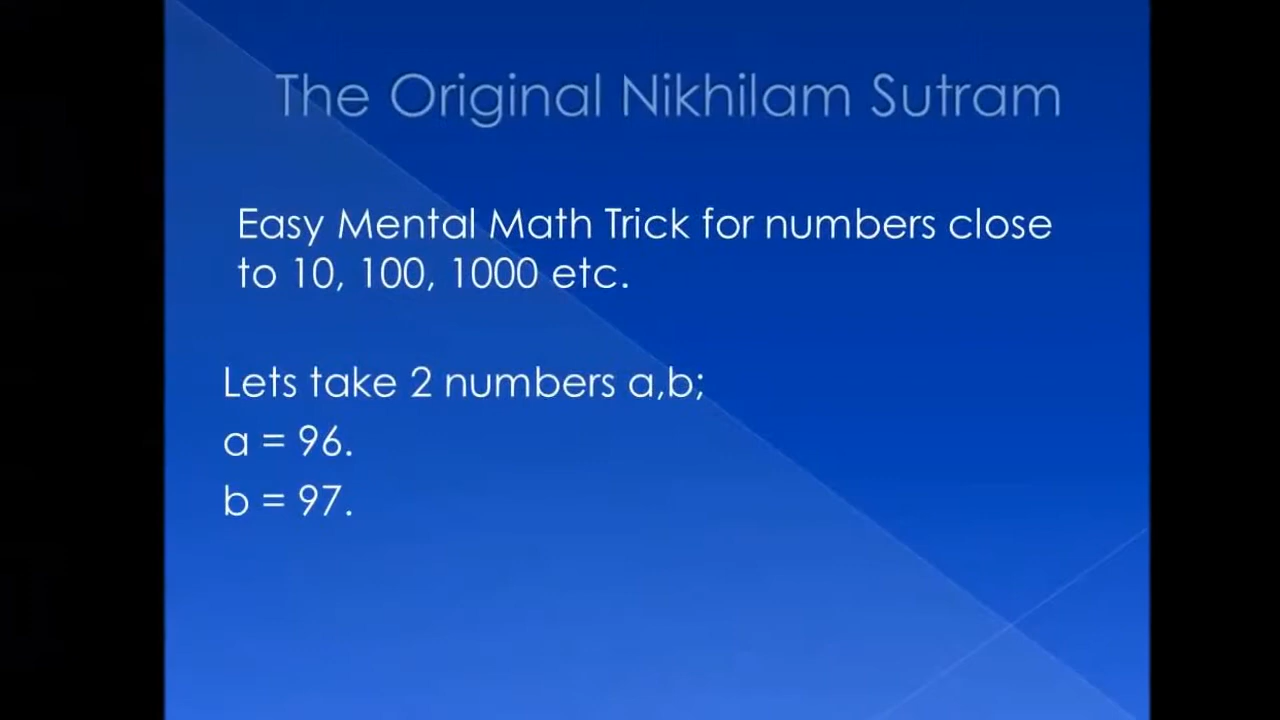 The Original Nikhilam Sutram
Easy Mental Math Trick for numbers close
to 10, 100, 1000 etc.
Lets take 2 numbers a,b;
a = 96.
b = 97.